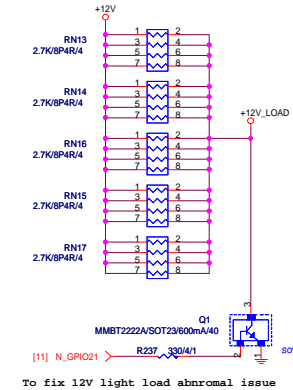 +12V
RN13
2.7K/8P4R/4
1 2
3 4
5 6
7 8
RN14
2.7K/8P4R/4
1 2
3 4
5 6
7 8
+12V_LOAD
RN16
2.7K/8P4R/4
1 2
3 4
5 6
7 8
RN15
2.7K/8P4R/4
1 2
3 4
5 6
7 8
RN17
2.7K/8P4R/4
1 2
3 4
5 6
7 8
3
Q1
MMBT2222A/SOT23/600mA/40
[11] N_GPIO21
R237 330/4/1
2
1
To fix 12V light load abnromal issue